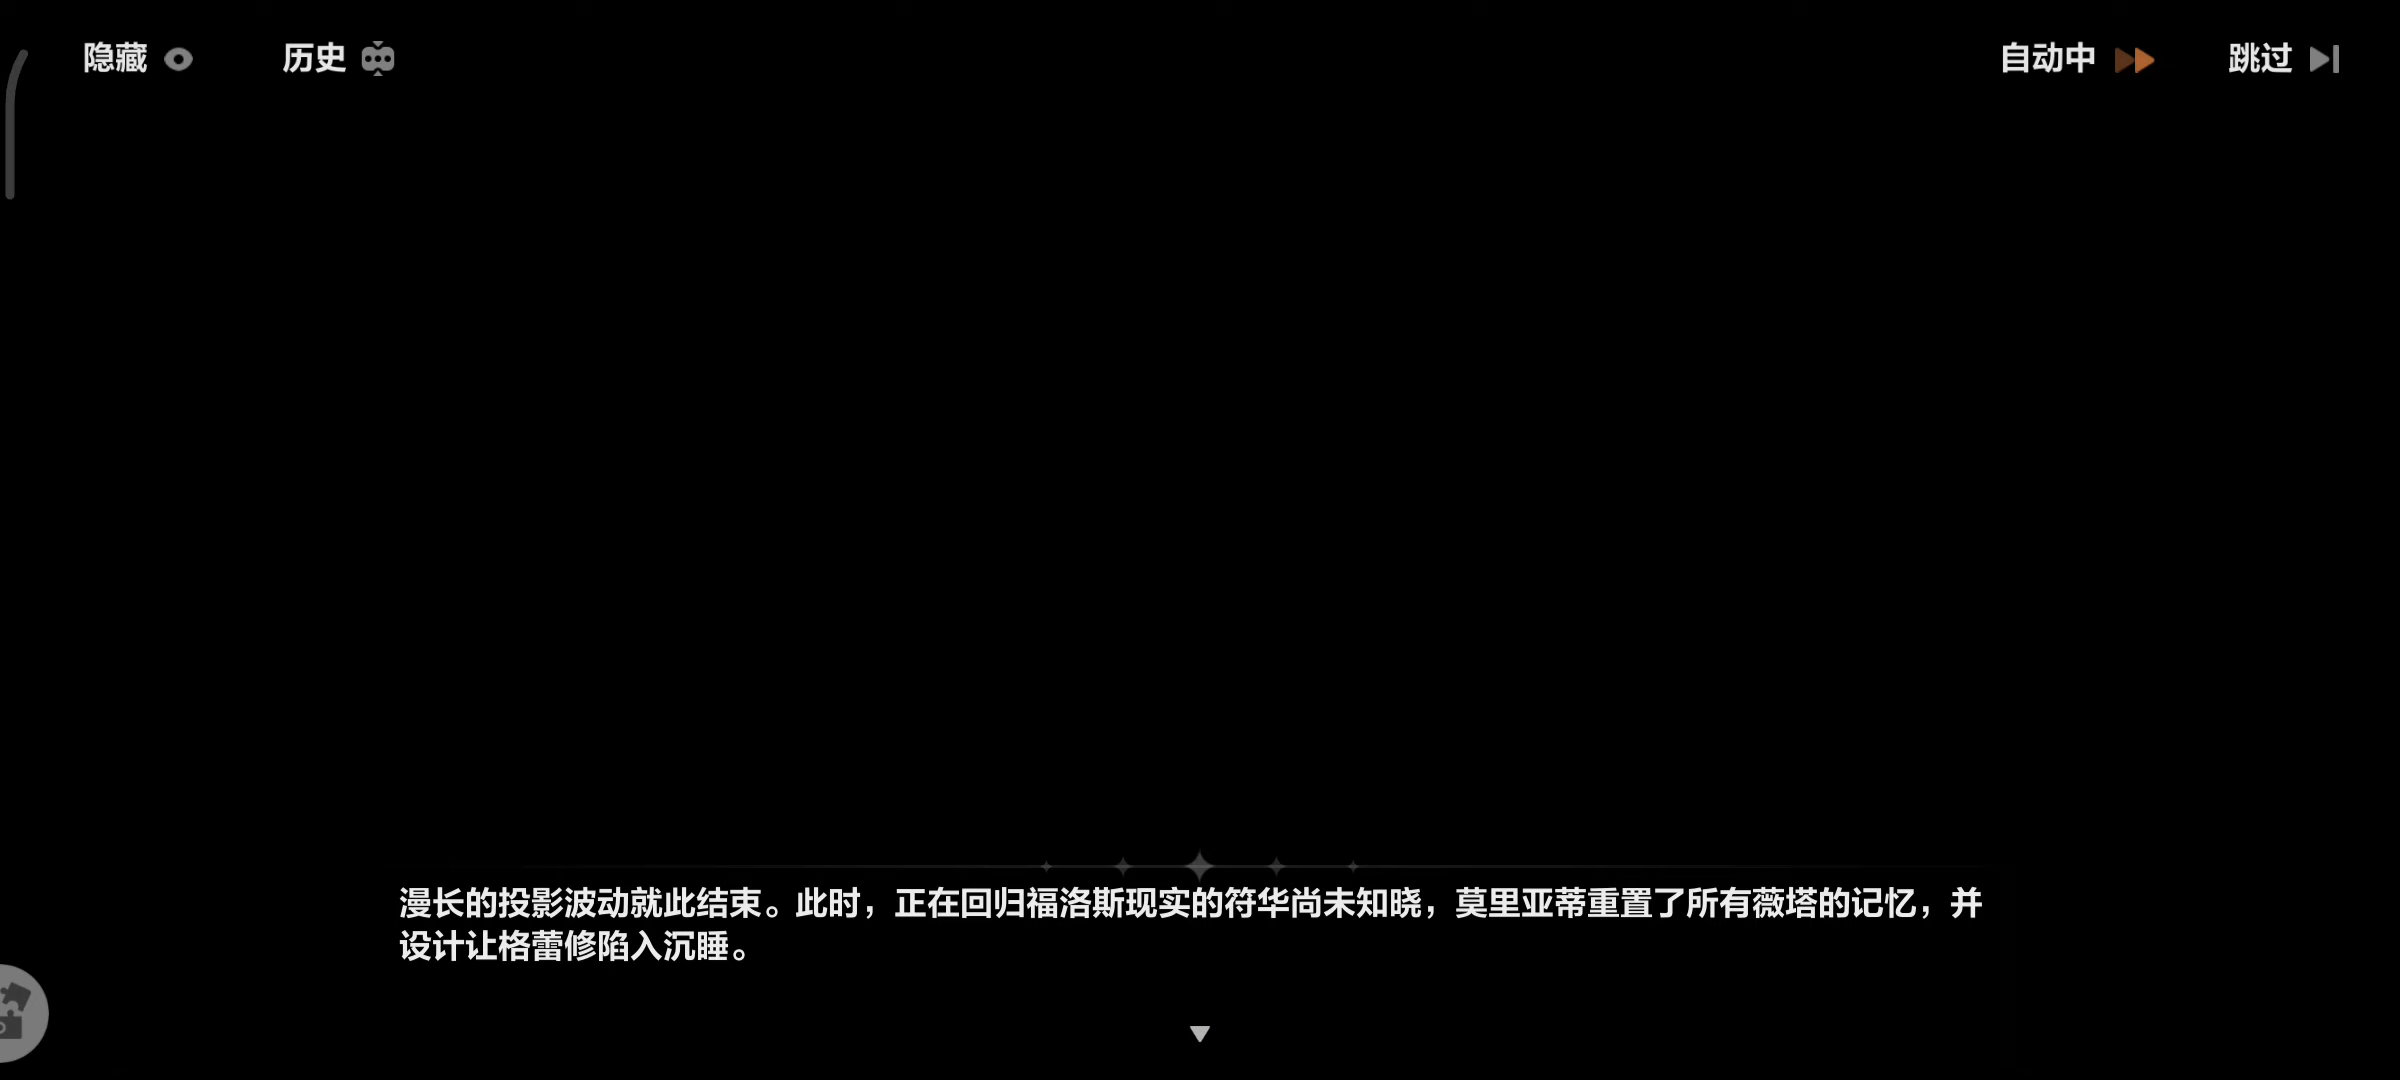 隐藏
历史
自动中
跳过
漫长的投影波动就此结束。此时，正在回归福洛斯现实的符华尚未知晓，莫里亚蒂重置了所有薇塔的记忆，并
设计让格蕾修陷入沉睡。